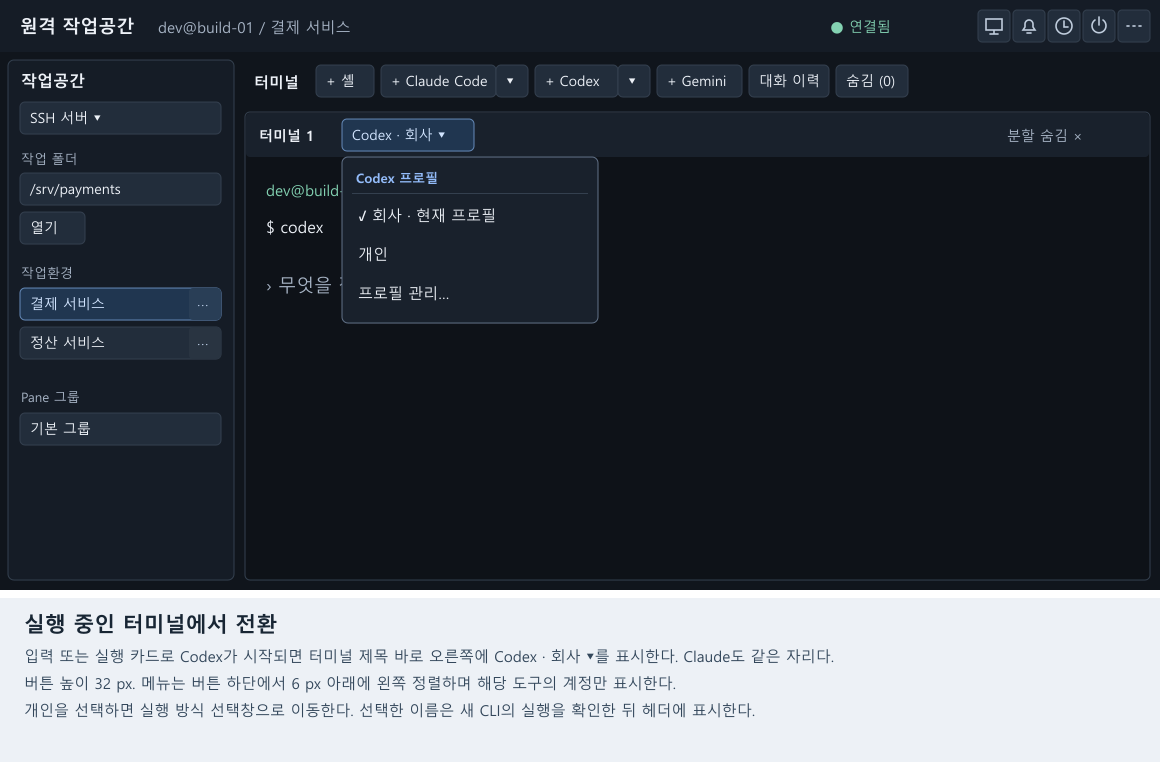 원격 작업공간 dev@build-01 / 결제 서비스 연결됨 ···
작업공간
SSH 서버 ▾
작업 폴더
/srv/payments
열기
작업환경
결제 서비스 ···
정산 서비스 ···
Pane 그룹
기본 그룹
터미널 + 셸 + Claude Code ▾ + Codex ▾ + Gemini 대화 이력 숨김 (0)
터미널 1 Codex · 회사 ▾ 분할 숨김 ×
dev@build-
$ codex
› 무엇을
Codex 프로필
✓ 회사 · 현재 프로필
개인
프로필 관리…
실행 중인 터미널에서 전환
입력 또는 실행 카드로 Codex가 시작되면 터미널 제목 바로 오른쪽에 Codex · 회사 ▾를 표시한다. Claude도 같은 자리다.
버튼 높이 32 px. 메뉴는 버튼 하단에서 6 px 아래에 왼쪽 정렬하며 해당 도구의 계정만 표시한다.
개인을 선택하면 실행 방식 선택창으로 이동한다. 선택한 이름은 새 CLI의 실행을 확인한 뒤 헤더에 표시한다.